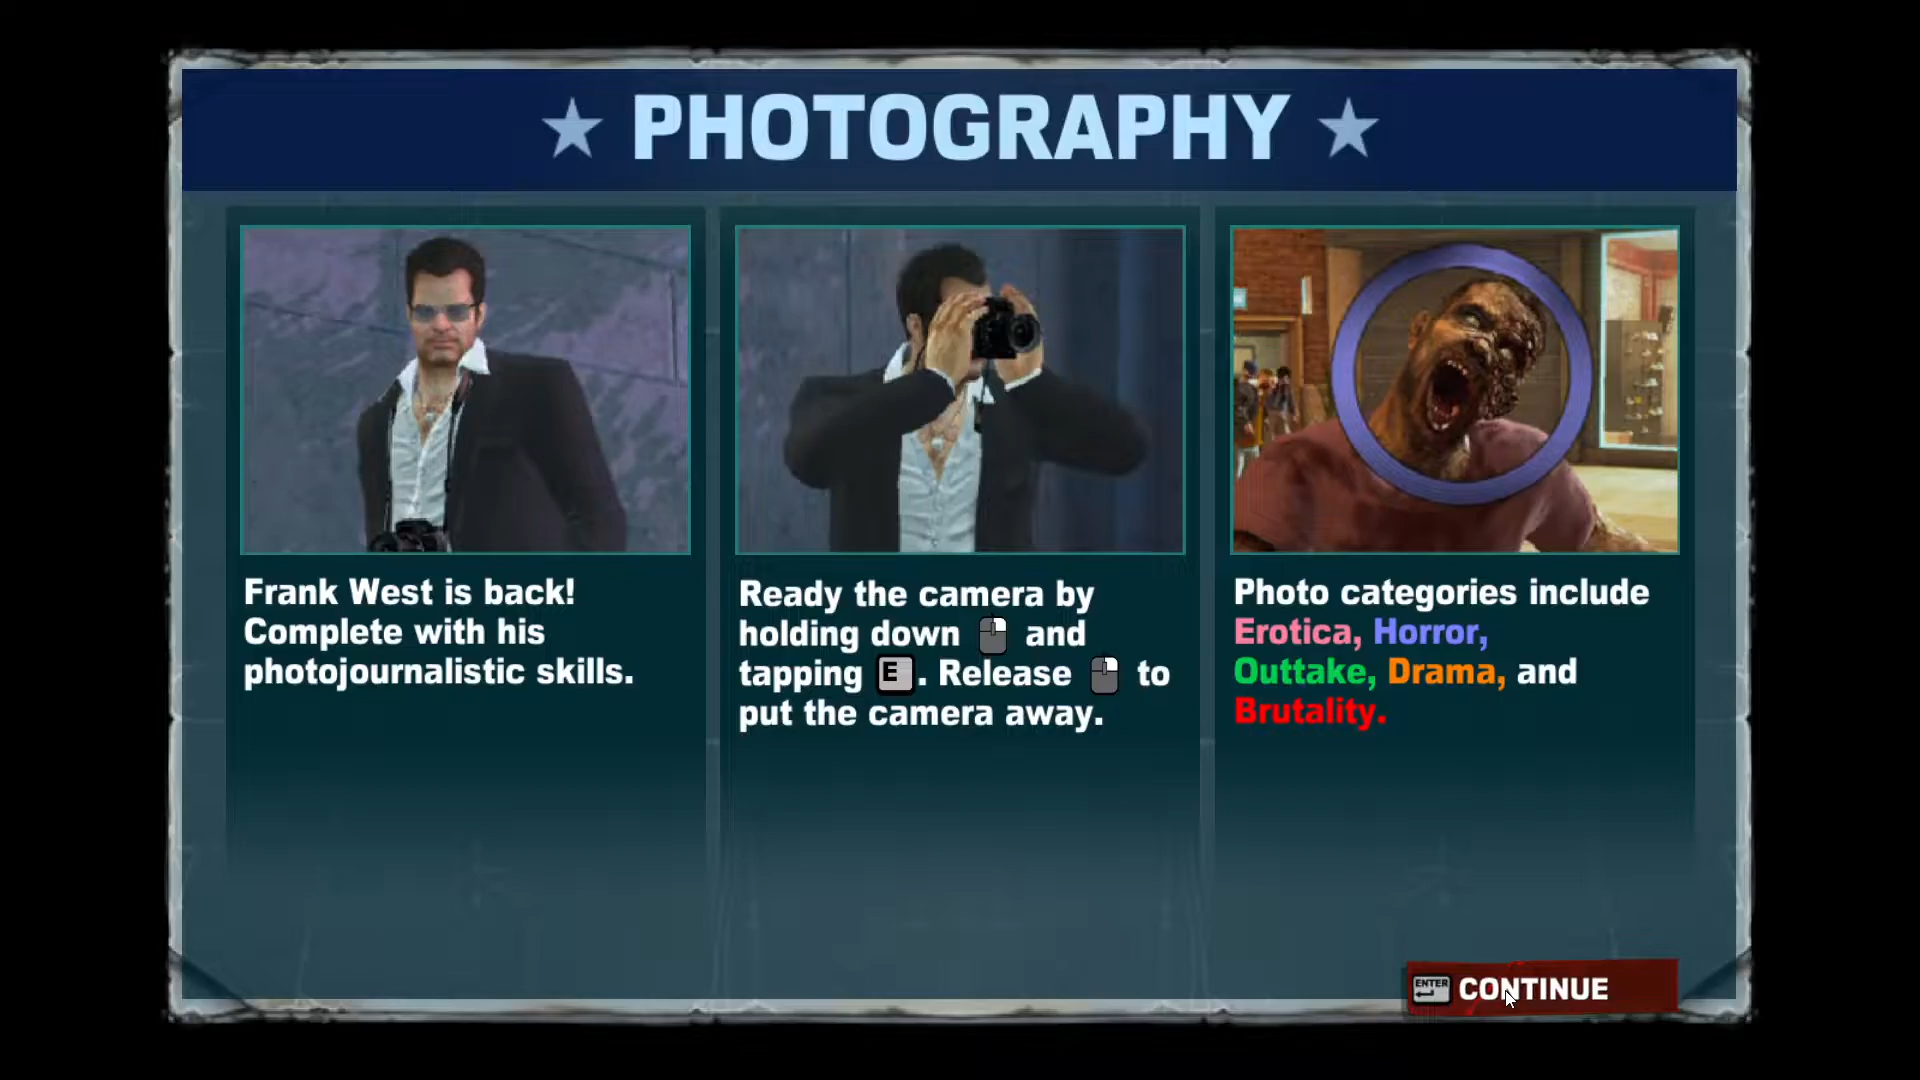 PHOTOGRAPHY
Frank West is back!
Complete with his
photojournalistic skills.
Ready the camera by
holding down and
tapping E. Release to
put the camera away.
Photo categories include
Erotica, Horror,
Outtake, Drama, and
Brutality.
ENTER CONTINUE